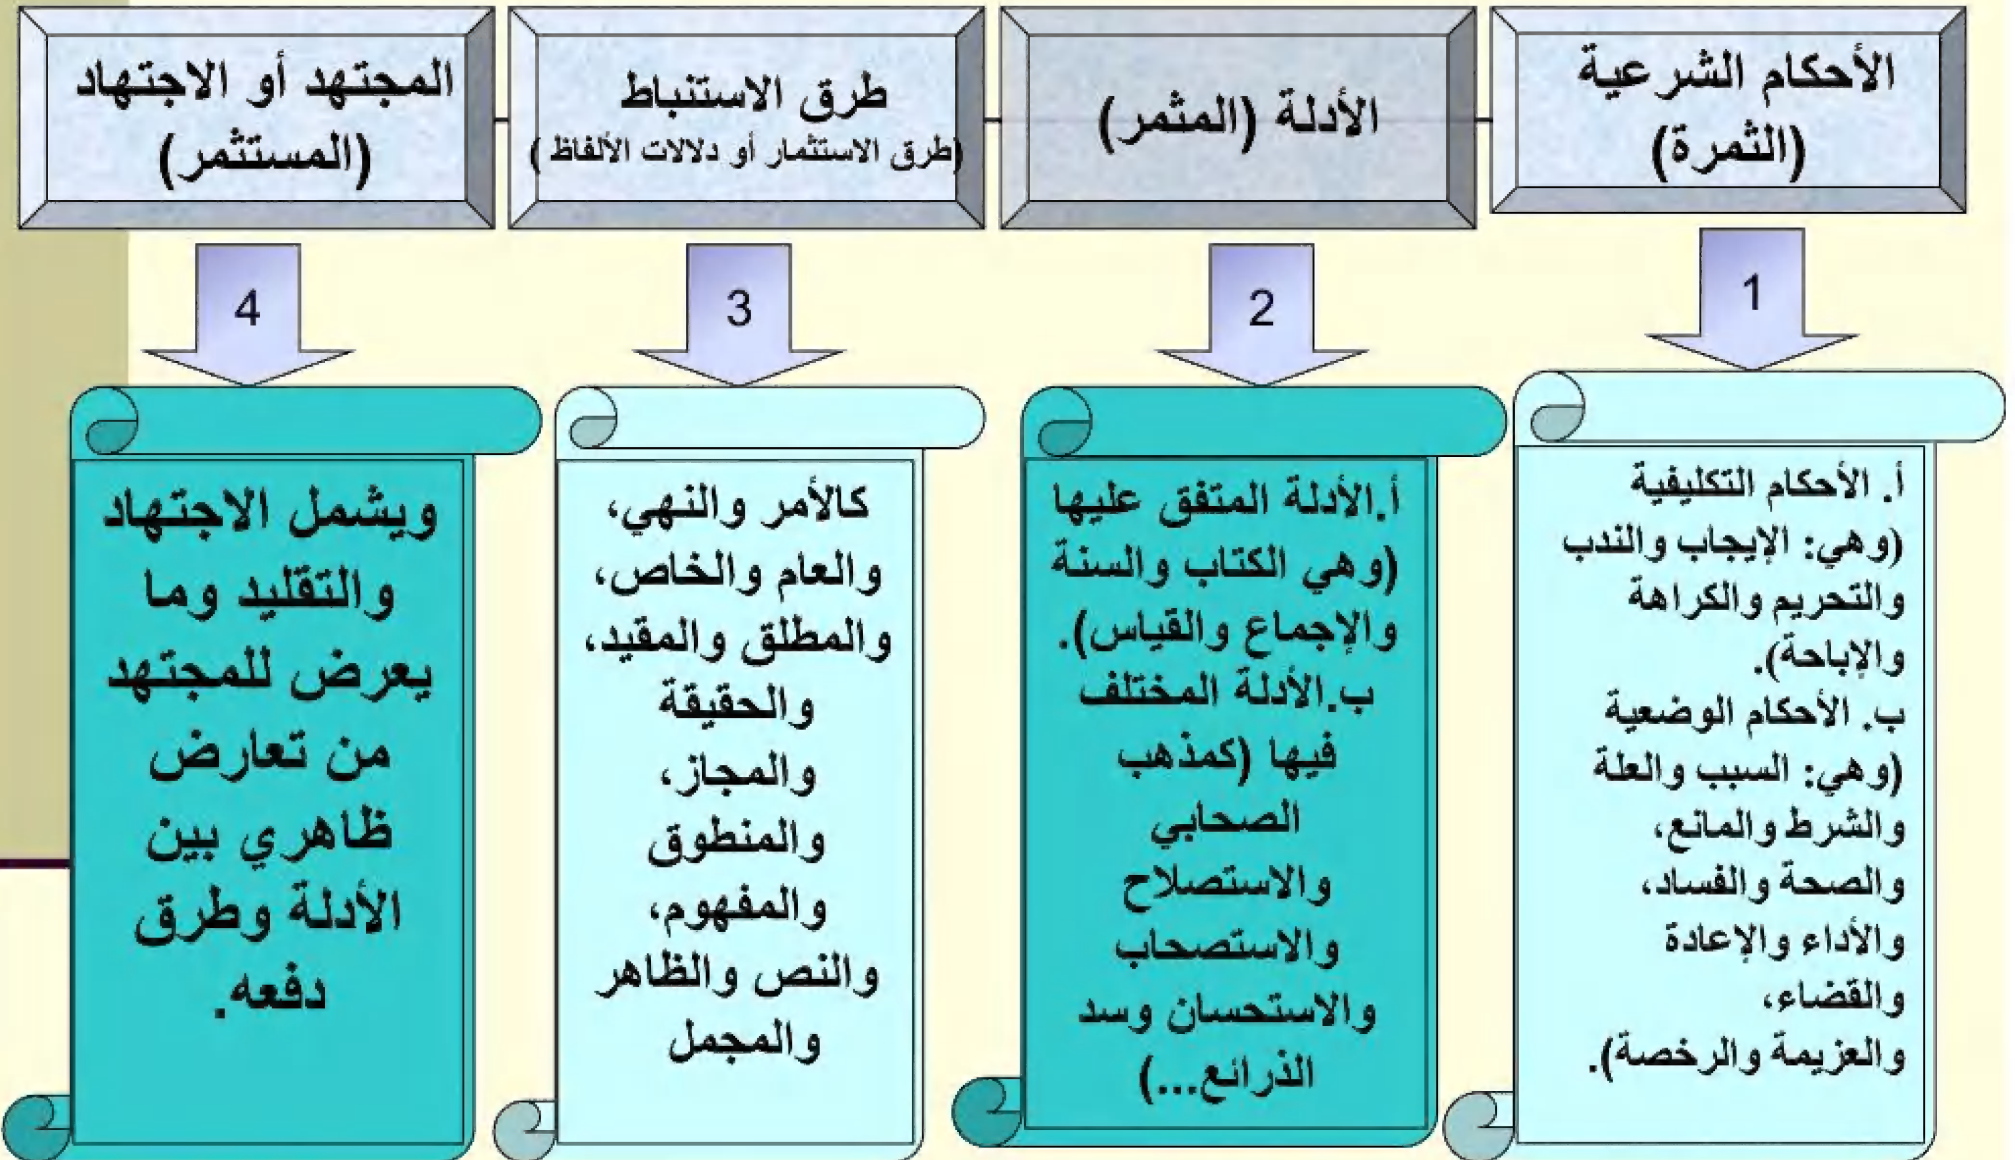 الأحكام الشرعية
(الثمرة)
1
أ. الأحكام التكليفية
(وهي: الإيجاب والندب
والتحريم والكراهة
والإباحة).
ب. الأحكام الوضعية
(وهي: السبب والعلة
والشرط والمانع،
والصحة والفساد،
والأداء والإعادة
والقضاء،
والعزيمة والرخصة).
الأدلة (المثمر)
2
أ.الأدلة المتفق عليها
(وهي الكتاب والسنة
والإجماع والقياس).
ب.الأدلة المختلف
فيها (كمذهب
الصحابي
والاستصلاح
والاستصحاب
والاستحسان وسد
الذرائع...)
طرق الاستنباط
(طرق الاستثمار أو دلالات الألفاظ )
3
كالأمر والنهي،
والعام والخاص،
والمطلق والمقيد،
والحقيقة
والمجاز،
والمنطوق
والمفهوم،
والنص والظاهر
والمجمل
المجتهد أو الاجتهاد
(المستثمر)
4
ويشمل الاجتهاد
والتقليد وما
يعرض للمجتهد
من تعارض
ظاهري بين
الأدلة وطرق
دفعه.